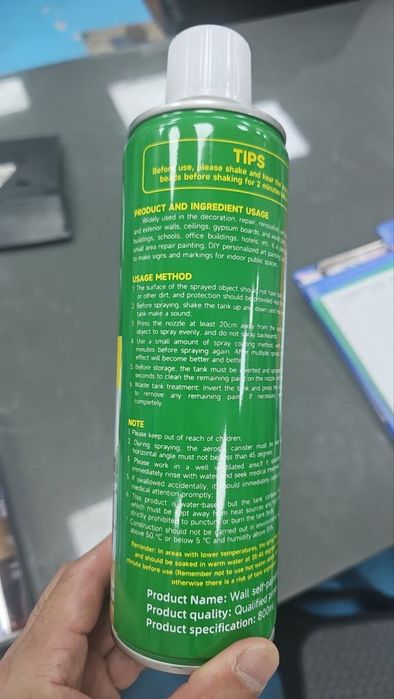 TIPS
Before use, please shake and hear the
beads before shaking for 2 minutes
PRODUCT AND INGREDIENT USAGE
Widely used in the decoration, repair, renovation
and exterior walls, ceilings, gypsum boards, and
buildings, schools, office buildings, hotels, etc. It
small area repair painting, DIY personalized art painting
to make signs and markings for indoor public spaces
USAGE METHOD
1 The surface of the sprayed object should not have
or other dirt, and protection should be provided
2 Before spraying, shake the tank up and down until the
tank make a sound;
3 Press the nozzle at least 20cm away from the
object to spray evenly, and do not spray backwards;
4 Use a small amount of spray coating method,
minutes before spraying again. After multiple sprays
effect will become better and better
5 Before storage, the tank must be inverted and
seconds to clean the remaining paint on the nozzle
6 Waste tank treatment: Invert the tank and press the
to remove any remaining paint. If necessary
completely.
NOTE
1 Please keep out of reach of children;
2 During spraying, the aerosol canister must be
horizontal angle must not be less than 45 degrees;
Please work in a well ventilated area,
immediately rinse with water and seek medical
If swallowed accidentally, it should immediately
medical attention promptly;
This product is water-based, but the tank
which must be kept away from heat sources
strictly prohibited to puncture or burn the
Construction should not be carried out in
above 50 °C or below 5 °C and humidity above
Reminder: In areas with lower temperatures, the
and should be soaked in warm water at
minute before use (Remember not to use hot water
otherwise there is a risk of tank
Product Name: Wall
Product quality: Qualified
Product specification: